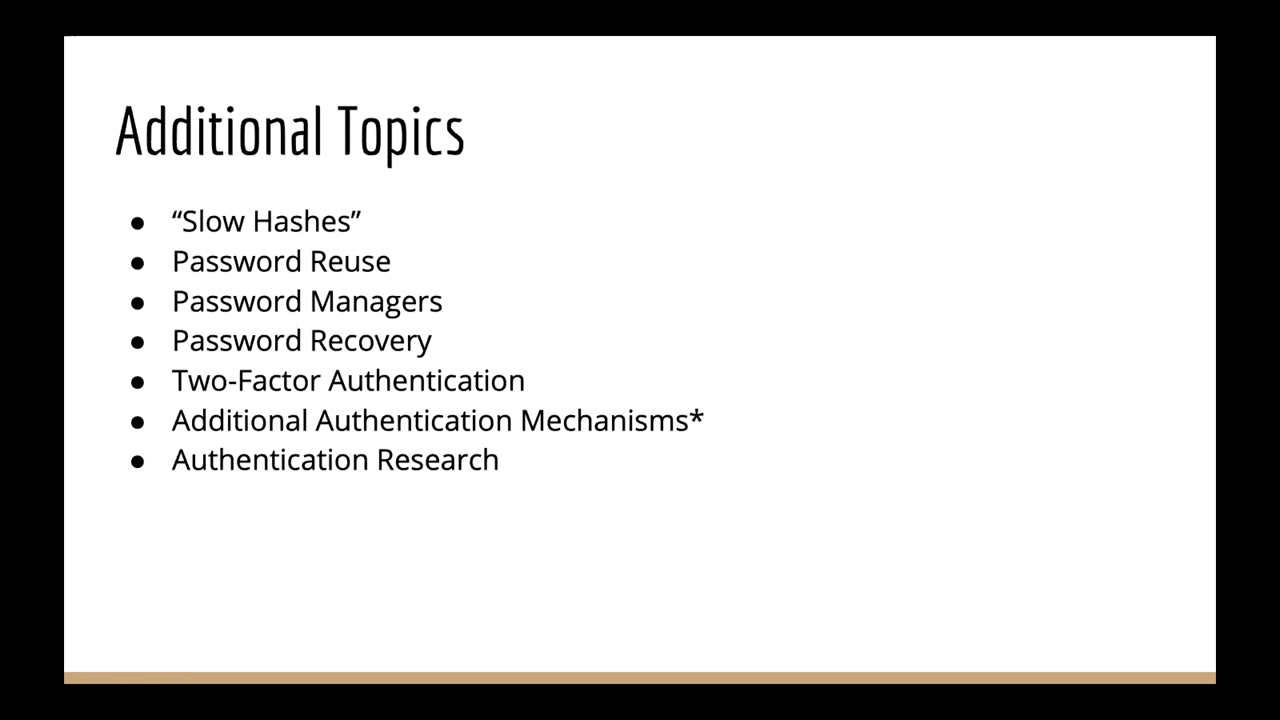 Additional Topics
● “Slow Hashes”
● Password Reuse
● Password Managers
● Password Recovery
● Two-Factor Authentication
● Additional Authentication Mechanisms*
● Authentication Research